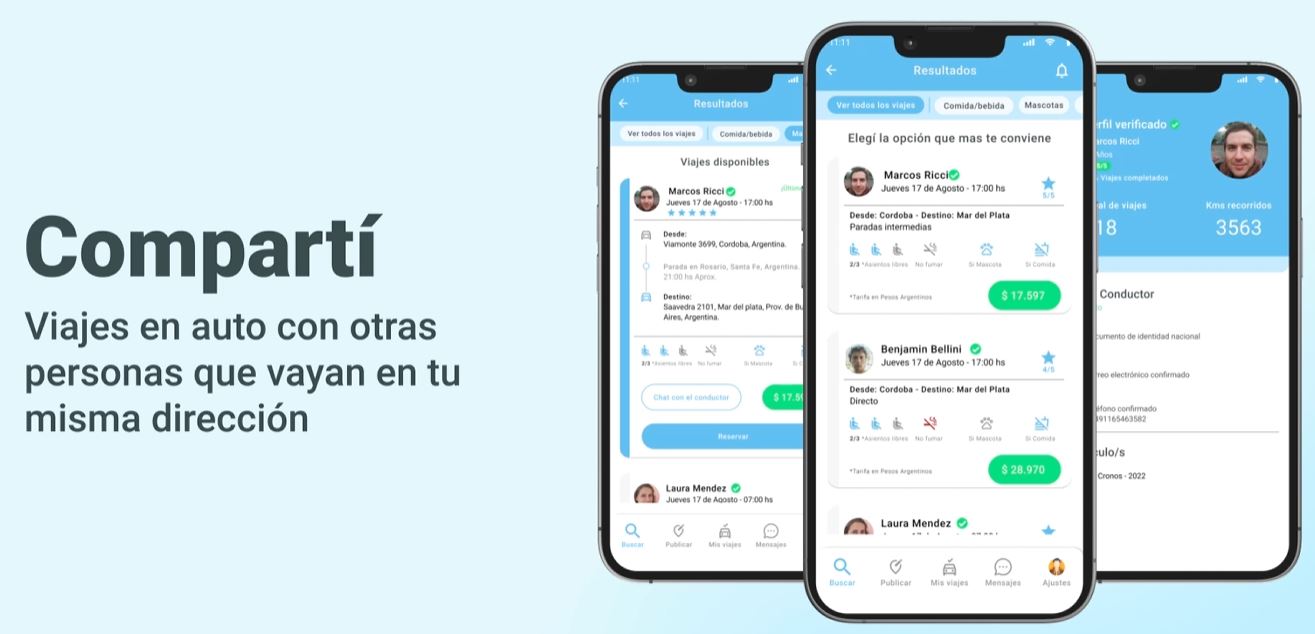 Compartí
Viajes en auto con otras
personas que vayan en tu
misma dirección
11:11
Resultados
Ver todos los viajes
Comida/bebida
Viajes disponibles
Marcos Ricci
Jueves 17 de Agosto - 17:00 hs
Desde:
Viamonte 3699, Cordoba, Argentina.
Parada en Rosario, Santa Fe, Argentina.
21:00 hs Aprox.
Destino:
Saavedra 2101, Mar del plata, Prov. de Bu
Aires, Argentina.
2/3 *Asientos libres No fumar Si Mascota
Chat con el conductor
$ 17.59
Reservar
Laura Mendez
Jueves 17 de Agosto - 07:00 hs
Buscar Publicar Mis viajes Mensajes
11:11
Resultados
Ver todos los viajes Comida/bebida Mascotas
Elegí la opción que mas te conviene
Marcos Ricci
Jueves 17 de Agosto - 17:00 hs
5/5
Desde: Cordoba - Destino: Mar del Plata
Paradas intermedias
2/3 *Asientos libres No fumar Si Mascota Si Comida
*Tarifa en Pesos Argentinos
$ 17.597
Benjamin Bellini
Jueves 17 de Agosto - 17:00 hs
4/5
Desde: Cordoba - Destino: Mar del Plata
Directo
2/3 *Asientos libres No fumar Si Mascota Si Comida
*Tarifa en Pesos Argentinos
$ 28.970
Laura Mendez
Buscar Publicar Mis viajes Mensajes Ajustes
rfil verificado
arcos Ricci
Años
5/5
Viajes completados
al de viajes
18
Kms recorridos
3563
Conductor
cumento de identidad nacional
rreo electrónico confirmado
éfono confirmado
491165463582
culo/s
Cronos - 2022